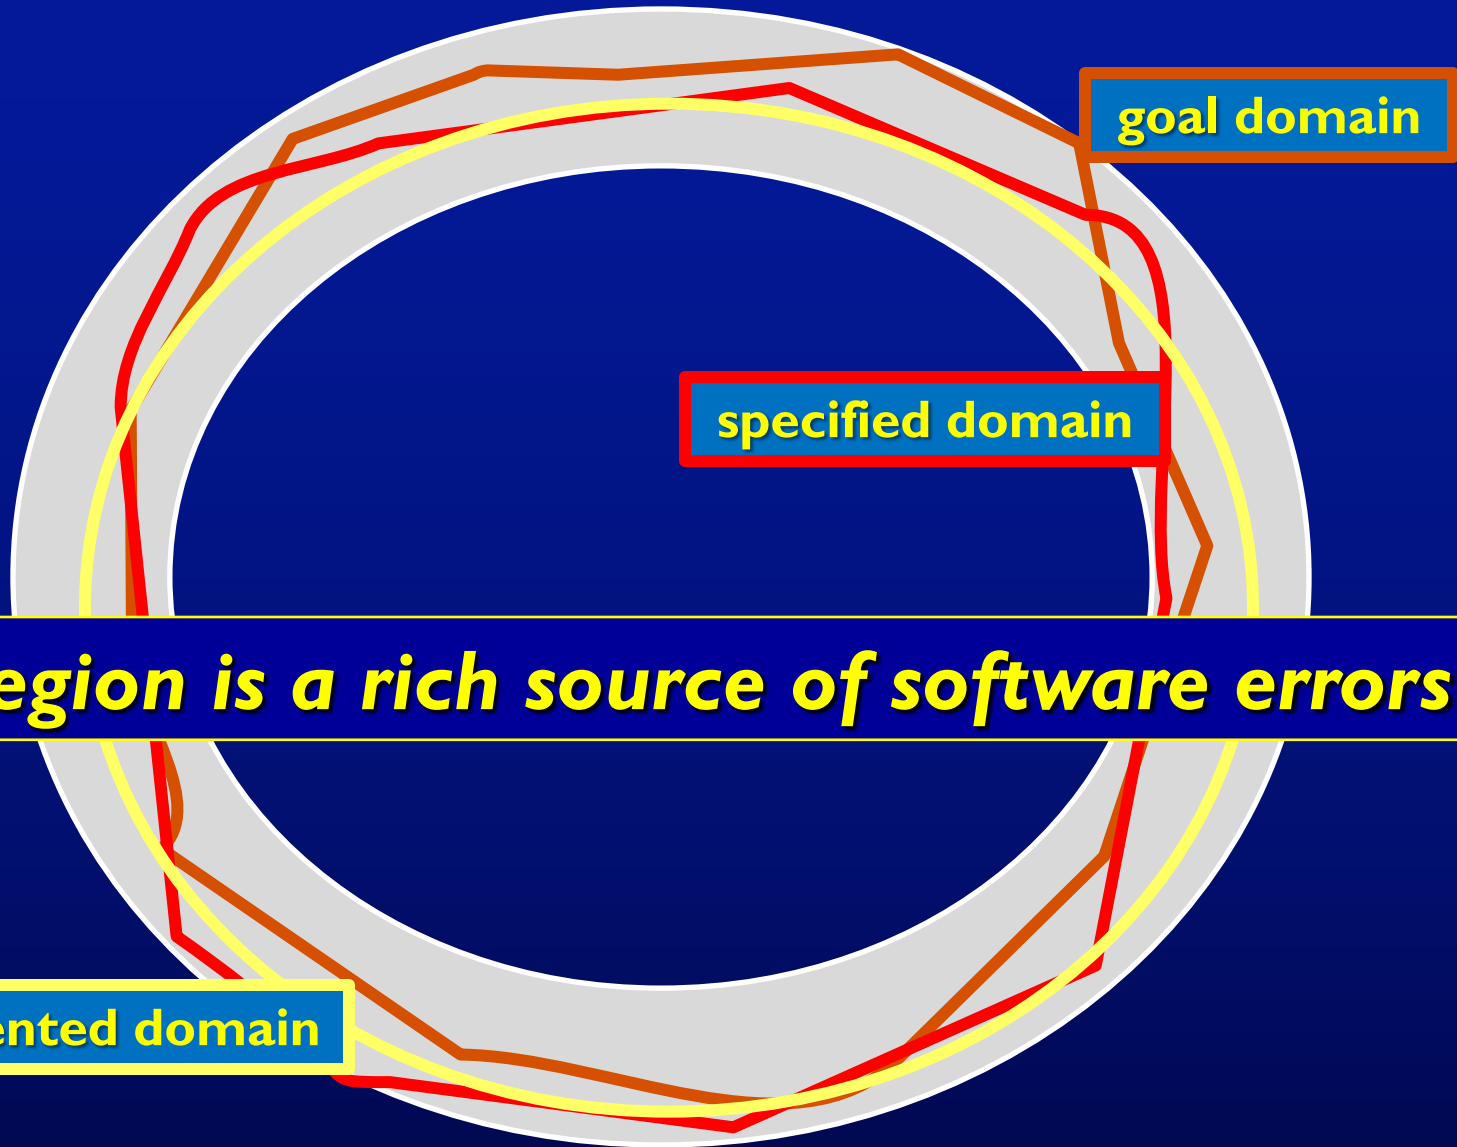 goal domain
specified domain
egion is a rich source of software errors
ented domain